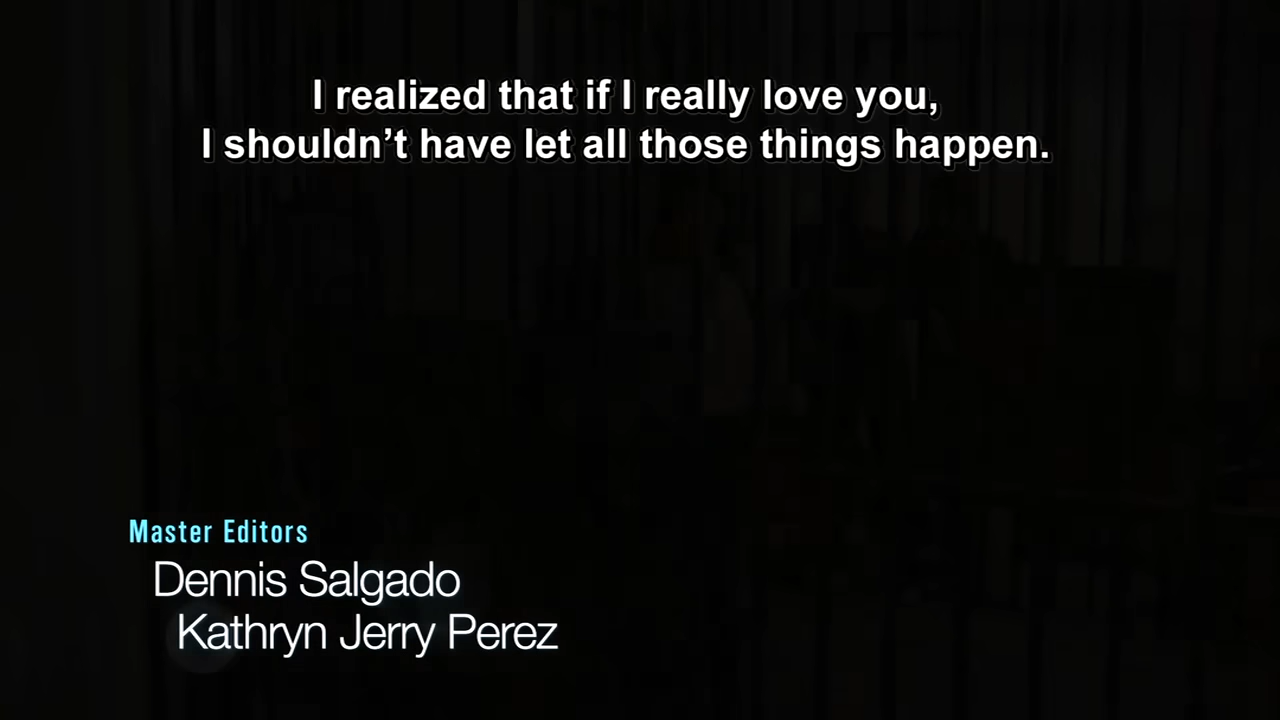 I realized that if I really love you,
I shouldn’t have let all those things happen.
Master Editors
Dennis Salgado
Kathryn Jerry Perez